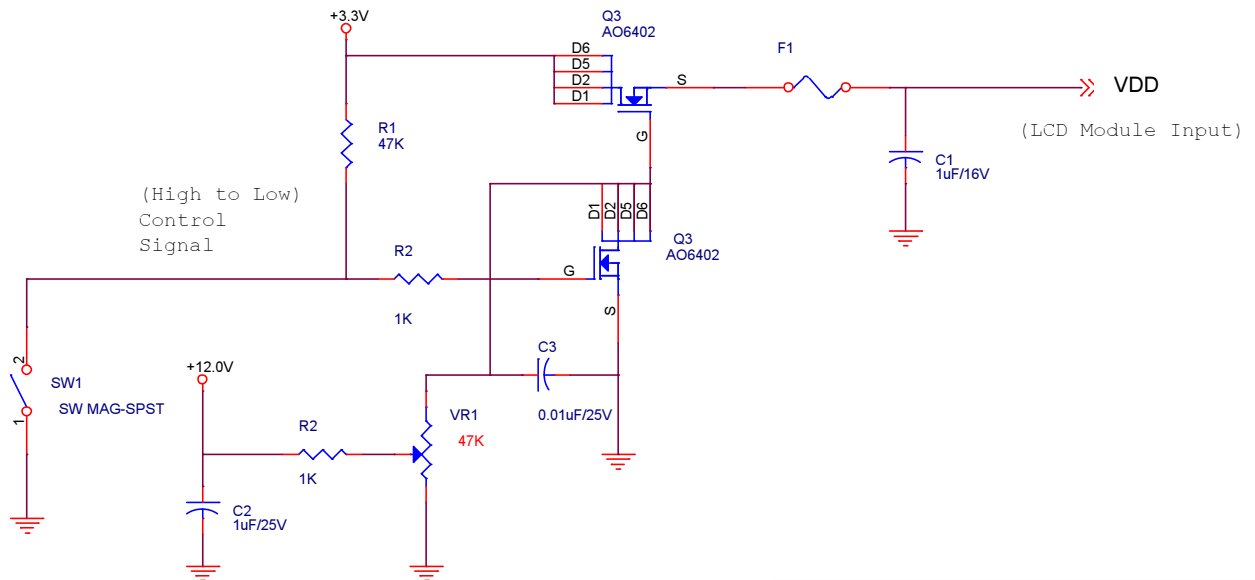 +3.3V
Q3
AO6402
D6
D5
D2
D1
S
G
F1
VDD
(LCD Module Input)
R1
47K
C1
1uF/16V
(High to Low)
Control
Signal
D1
D2
D5
D6
Q3
AO6402
R2
1K
G
S
2
SW1
SW MAG-SPST
1
+12.0V
C3
0.01uF/25V
VR1
47K
R2
1K
C2
1uF/25V